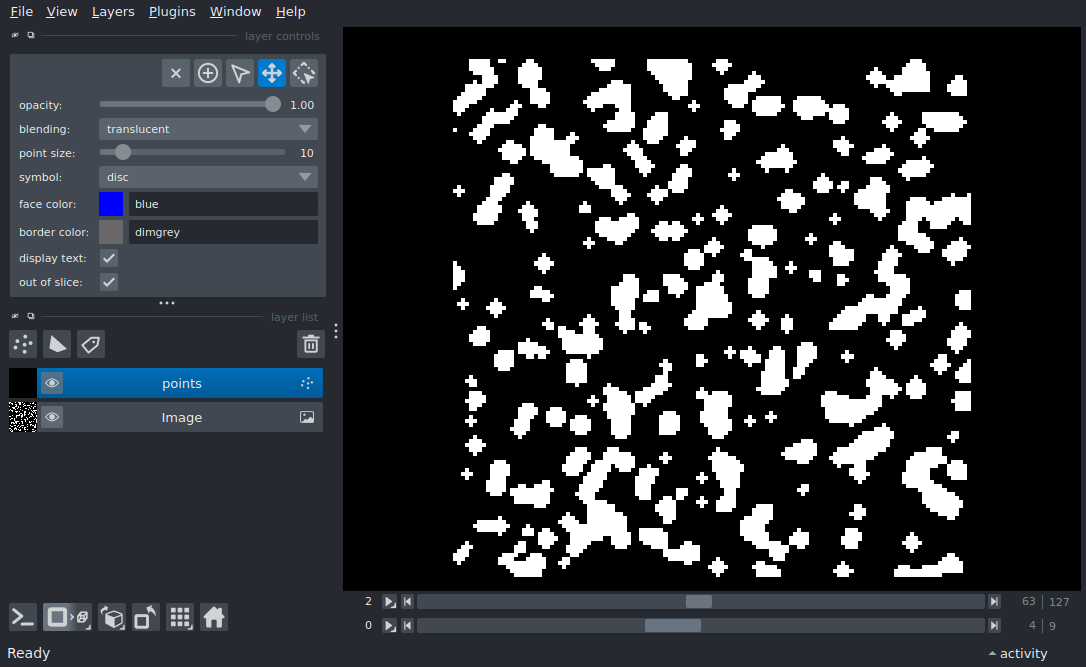 File View Layers Plugins Window Help
layer controls
opacity: 1.00
blending: translucent
point size: 10
symbol: disc
face color: blue
border color: dimgrey
display text:
out of slice:
layer list
points
Image
2 63 | 127
0 4 | 9
Ready activity